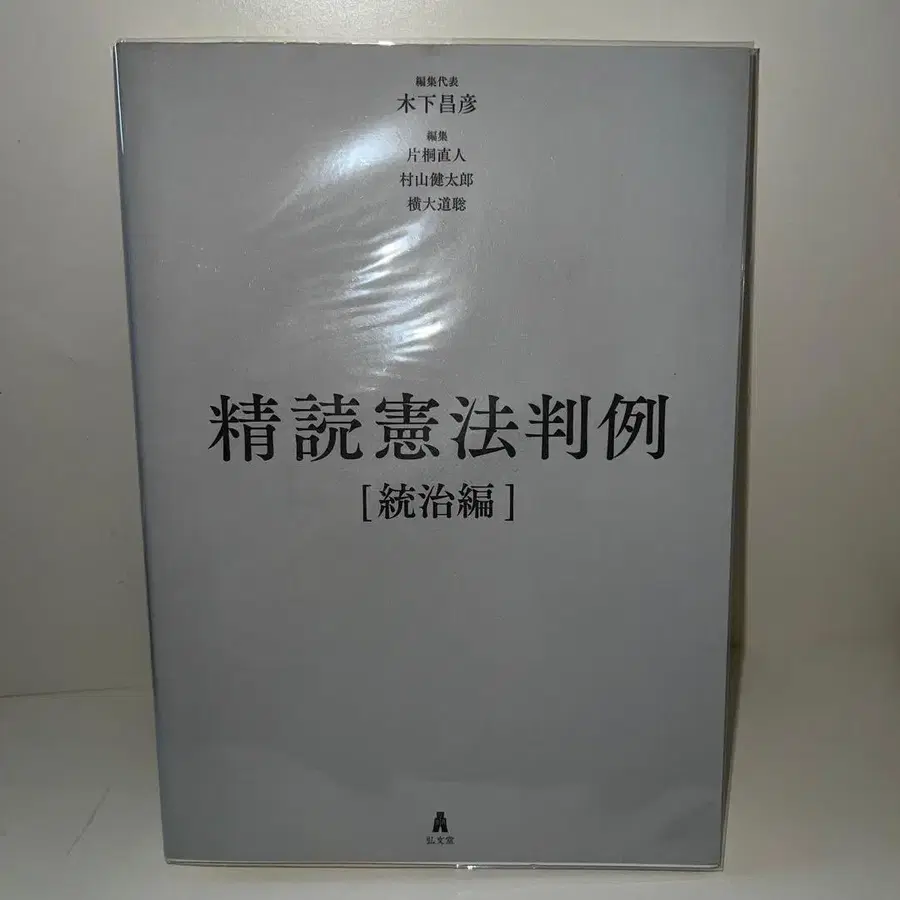 編集代表
木下昌彦
編集
片桐直人
村山健太郎
横大道聡
精読憲法判例
[統治編]
弘文堂